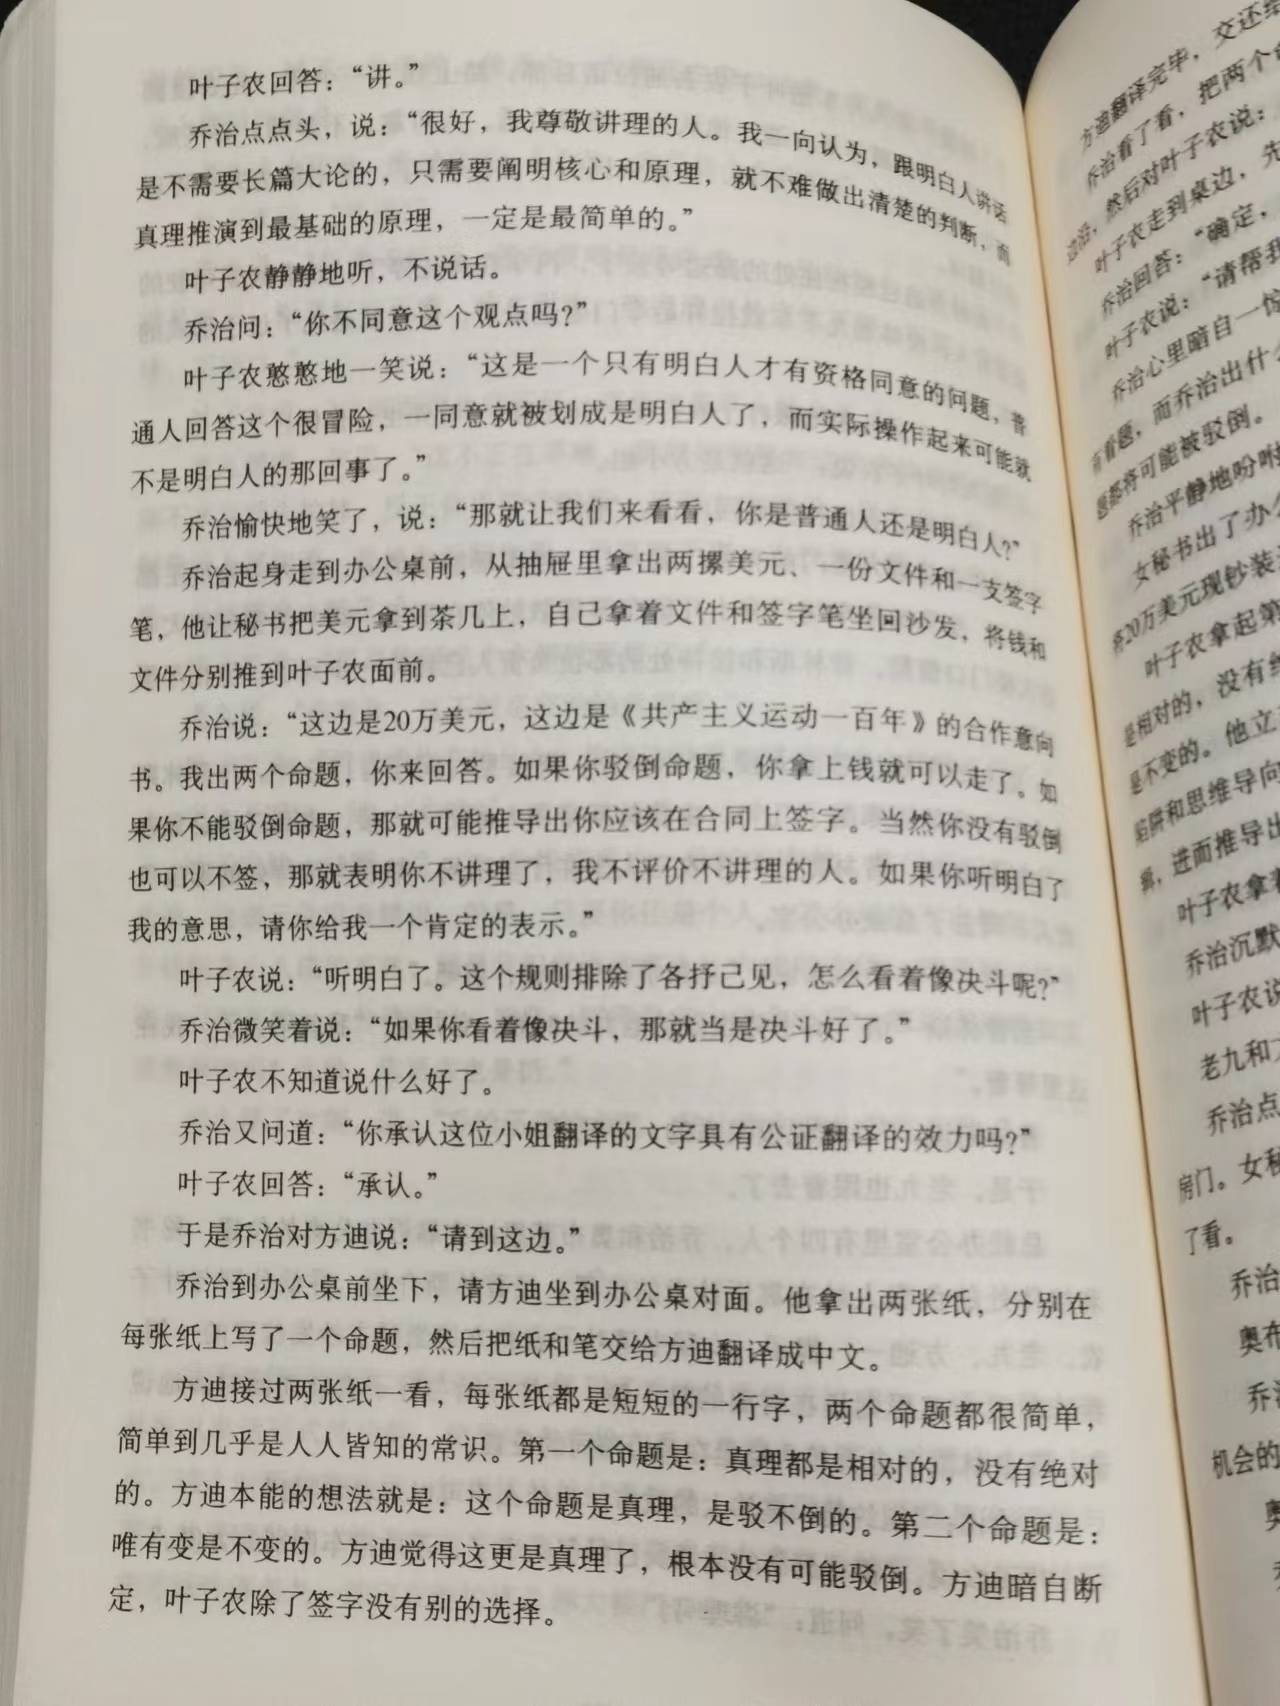 叶子农回答：“讲。”
乔治点点头，说：“很好，我尊敬讲理的人。我一向认为，跟明白人讲话
是不需要长篇大论的，只需要阐明核心和原理，就不难做出清楚的判断，而
真理推演到最基础的原理，一定是最简单的。”
叶子农静静地听，不说话。
乔治问：“你不同意这个观点吗？”
叶子农憨憨地一笑说：“这是一个只有明白人才有资格同意的问题，普
通人回答这个很冒险，一同意就被划成是明白人了，而实际操作起来可能就
不是明白人的那回事了。”
乔治愉快地笑了，说：“那就让我们来看看，你是普通人还是明白人？”
乔治起身走到办公桌前，从抽屉里拿出两摞美元、一份文件和一支签字
笔，他让秘书把美元拿到茶几上，自己拿着文件和签字笔坐回沙发，将钱和
文件分别推到叶子农面前。
乔治说：“这边是20万美元，这边是《共产主义运动一百年》的合作意向
书。我出两个命题，你来回答。如果你驳倒命题，你拿上钱就可以走了。如
果你不能驳倒命题，那就可能推导出你应该在合同上签字。当然你没有驳倒
也可以不签，那就表明你不讲理了，我不评价不讲理的人。如果你听明白了
我的意思，请你给我一个肯定的表示。”
叶子农说：“听明白了。这个规则排除了各抒己见，怎么看着像决斗呢？”
乔治微笑着说：“如果你看着像决斗，那就当是决斗好了。”
叶子农不知道说什么好了。
乔治又问道：“你承认这位小姐翻译的文字具有公证翻译的效力吗？”
叶子农回答：“承认。”
于是乔治对方迪说：“请到这边。”
乔治到办公桌前坐下，请方迪坐到办公桌对面。他拿出两张纸，分别在
每张纸上写了一个命题，然后把纸和笔交给方迪翻译成中文。
方迪接过两张纸一看，每张纸都是短短的一行字，两个命题都很简单，
简单到几乎是人人皆知的常识。第一个命题是：真理都是相对的，没有绝对
的。方迪本能的想法就是：这个命题是真理，是驳不倒的。第二个命题是：
唯有变是不变的。方迪觉得这更是真理了，根本没有可能驳倒。方迪暗自断
定，叶子农除了签字没有别的选择。
方迪翻译完毕，交还给
乔治看了看，把两个命
然后对叶子农说：
叶子农走到桌边，先
乔治回答：“确定，
叶子农说：“请帮我
乔治心里暗自一惊
有看题，而乔治出什么
题都将可能被驳倒。
乔治平静地吩咐
女秘书出了办公
将20万美元现钞装
叶子农拿起第
是相对的，没有绝
是不变的。他立
陷阱和思维导向
辑，进而推导出
叶子农拿着
乔治沉默
叶子农说
老九和
乔治点
房门。女秘
了看。
乔治
奥布
乔治
机会的